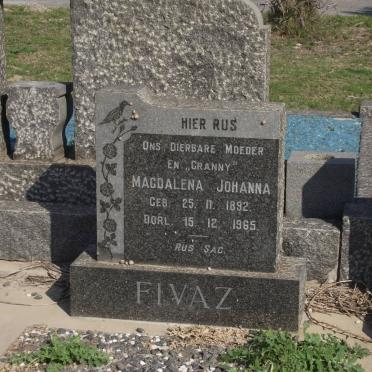 HIER RUS
ONS DIERBARE MOEDER
EN „GRANNY"
MAGDALENA JOHANNA
GEB. 25. 11. 1892.
OORL. 15. 12. 1965.
RUS SAG.
FIVAZ